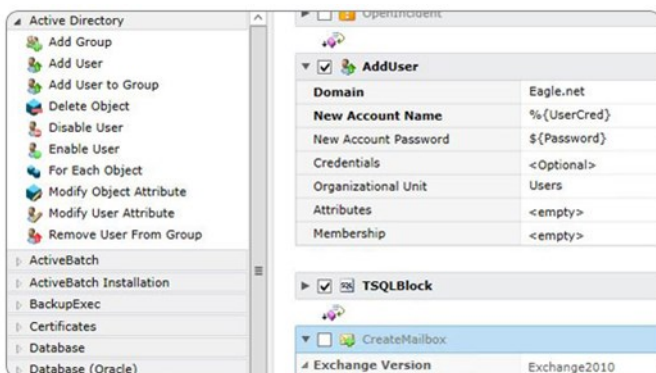 Active Directory
Add Group
Add User
Add User to Group
Delete Object
Disable User
Enable User
For Each Object
Modify Object Attribute
Modify User Attribute
Remove User From Group
ActiveBatch
ActiveBatch Installation
BackupExec
Certificates
Database
Database (Oracle)
OpenIncident
AddUser
Domain Eagle.net
New Account Name %{UserCred}
New Account Password ${Password}
Credentials <Optional>
Organizational Unit Users
Attributes <empty>
Membership <empty>
SQL TSQLBlock
CreateMailbox
Exchange Version Exchange2010